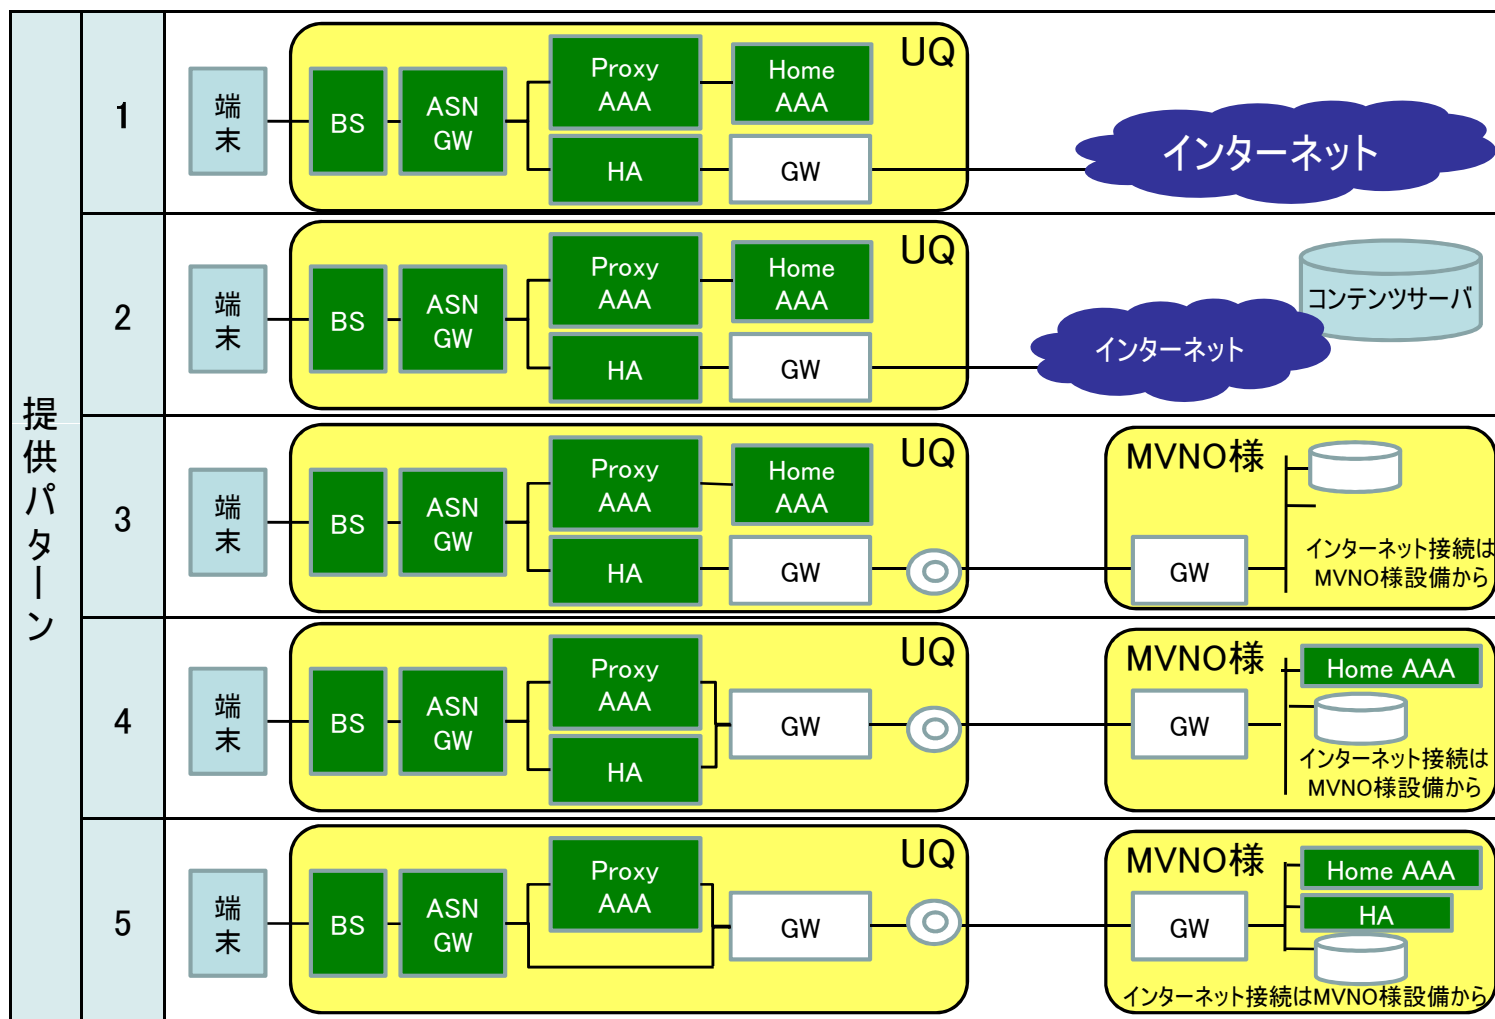 提供パターン
1
端末
BS
ASN
GW
Proxy
AAA
Home
AAA
HA
GW
UQ
インターネット
2
端末
BS
ASN
GW
Proxy
AAA
Home
AAA
HA
GW
UQ
インターネット
コンテンツサーバ
3
端末
BS
ASN
GW
Proxy
AAA
Home
AAA
HA
GW
UQ
MVNO様
GW
インターネット接続は
MVNO様設備から
4
端末
BS
ASN
GW
Proxy
AAA
HA
GW
UQ
MVNO様
GW
Home AAA
インターネット接続は
MVNO様設備から
5
端末
BS
ASN
GW
Proxy
AAA
GW
UQ
MVNO様
GW
Home AAA
HA
インターネット接続はMVNO様設備から